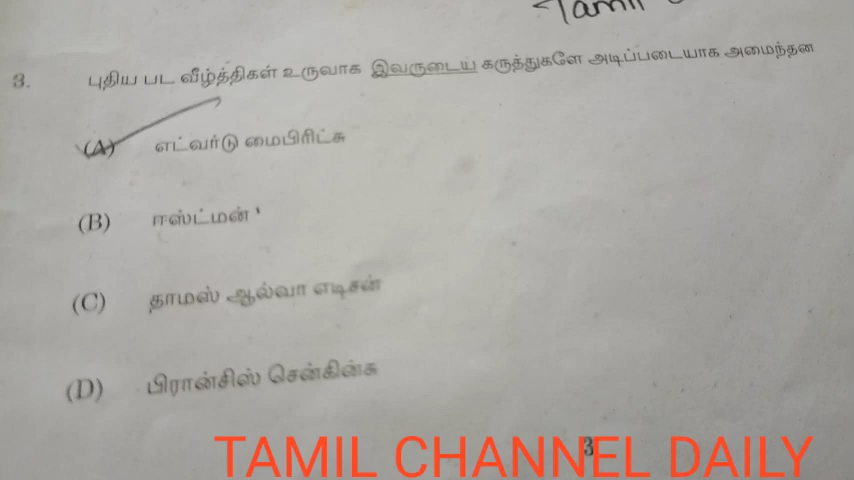 Tamil
3. புதிய பட வீழ்த்திகள் உருவாக இவருடைய கருத்துகளே அடிப்படையாக அமைந்தன
(A) எட்வர்டு மைபிரிட்சு
(B) ஈஸ்ட்மன்
(C) தாமஸ் ஆல்வா எடிசன்
(D) பிரான்சிஸ் சென்கின்சு
3
TAMIL CHANNEL DAILY